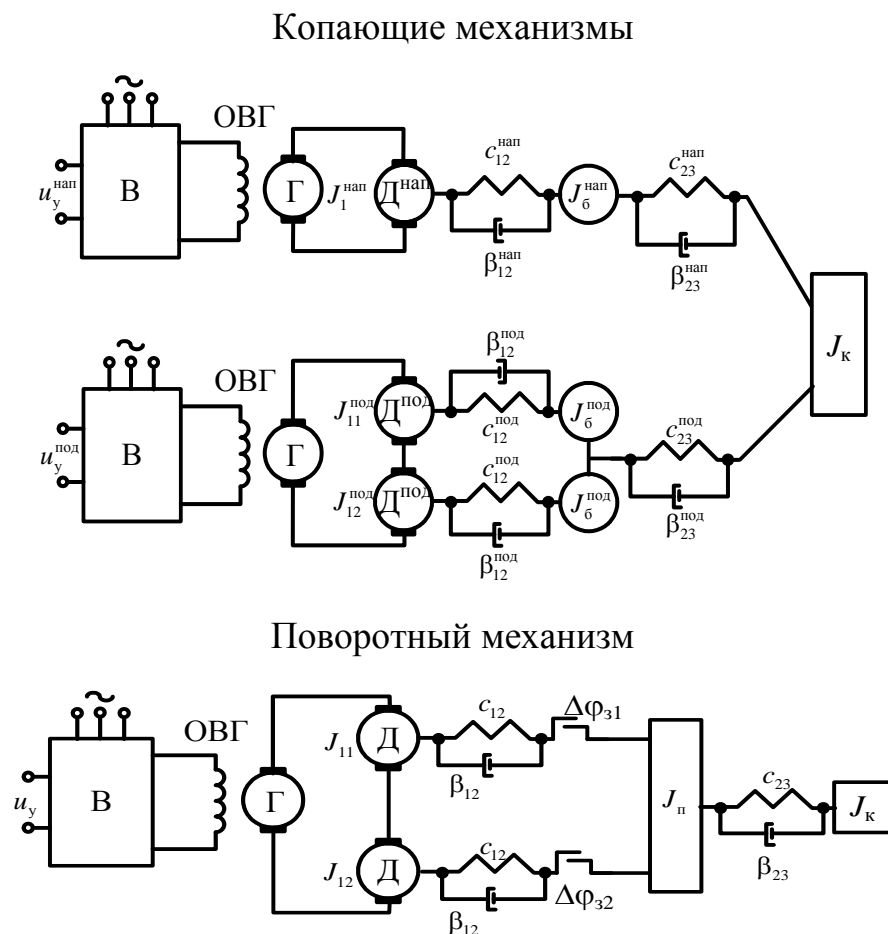 Копающие механизмы
~
ОВГ
u_у^нап
В
Г
J_1^нап
Д^нап
c_12^нап
β_12^нап
J_б^нап
c_23^нап
β_23^нап
J_к
~
ОВГ
u_у^под
В
Г
J_11^под
Д^под
β_12^под
c_12^под
J_б^под
J_12^под
Д^под
c_12^под
β_12^под
J_б^под
c_23^под
β_23^под
Поворотный механизм
~
ОВГ
u_у
В
Г
J_11
Д
c_12
β_12
Δφ_з1
J_12
Д
c_12
β_12
Δφ_з2
J_п
c_23
β_23
J_к